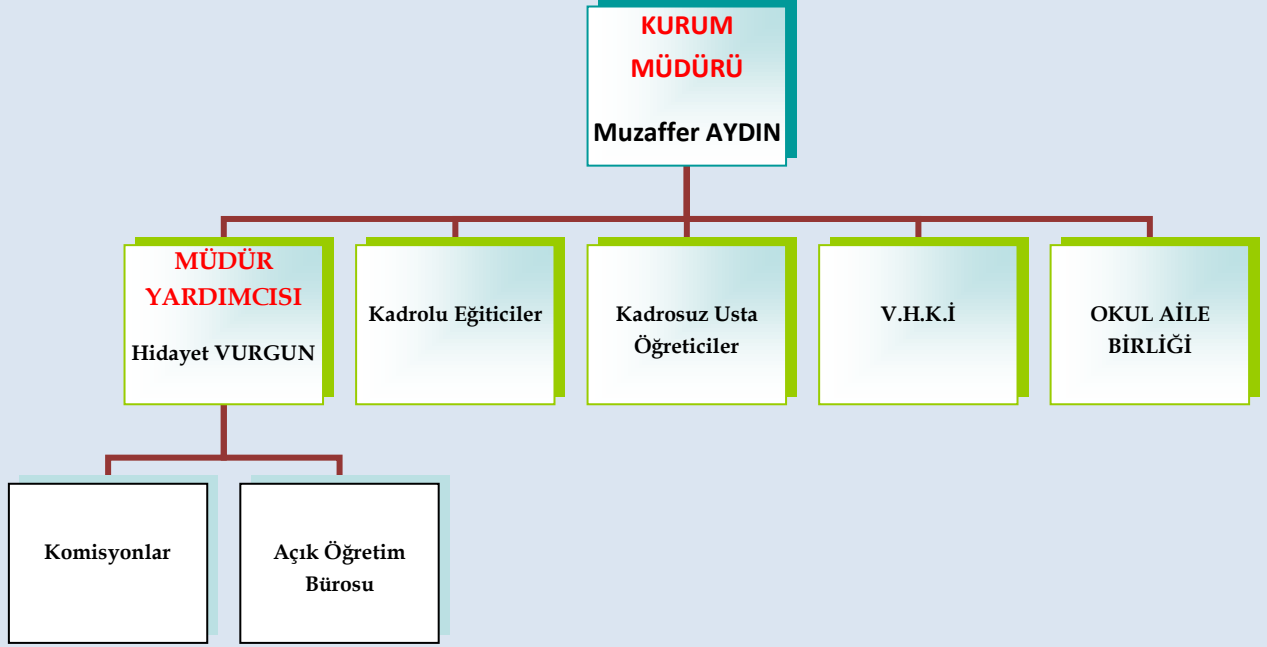 KURUM
MÜDÜRÜ
Muzaffer AYDIN
MÜDÜR
YARDIMCISI
Hidayet VURGUN
Kadrolu Eğiticiler
Kadrosuz Usta
Öğreticiler
V.H.K.İ
OKUL AİLE
BİRLİĞİ
Komisyonlar
Açık Öğretim
Bürosu